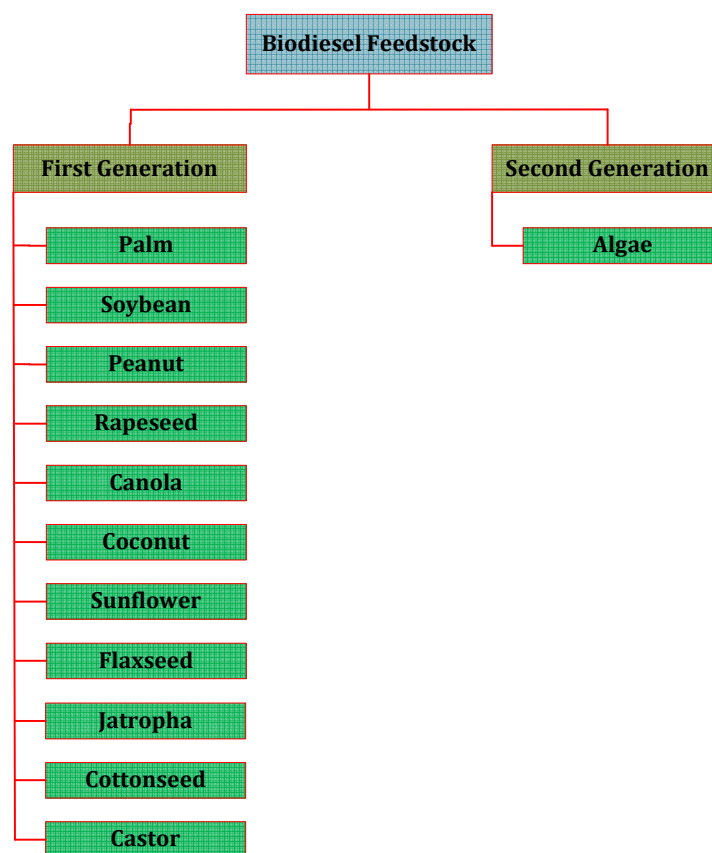 Biodiesel Feedstock
First Generation
Second Generation
Palm
Algae
Soybean
Peanut
Rapeseed
Canola
Coconut
Sunflower
Flaxseed
Jatropha
Cottonseed
Castor